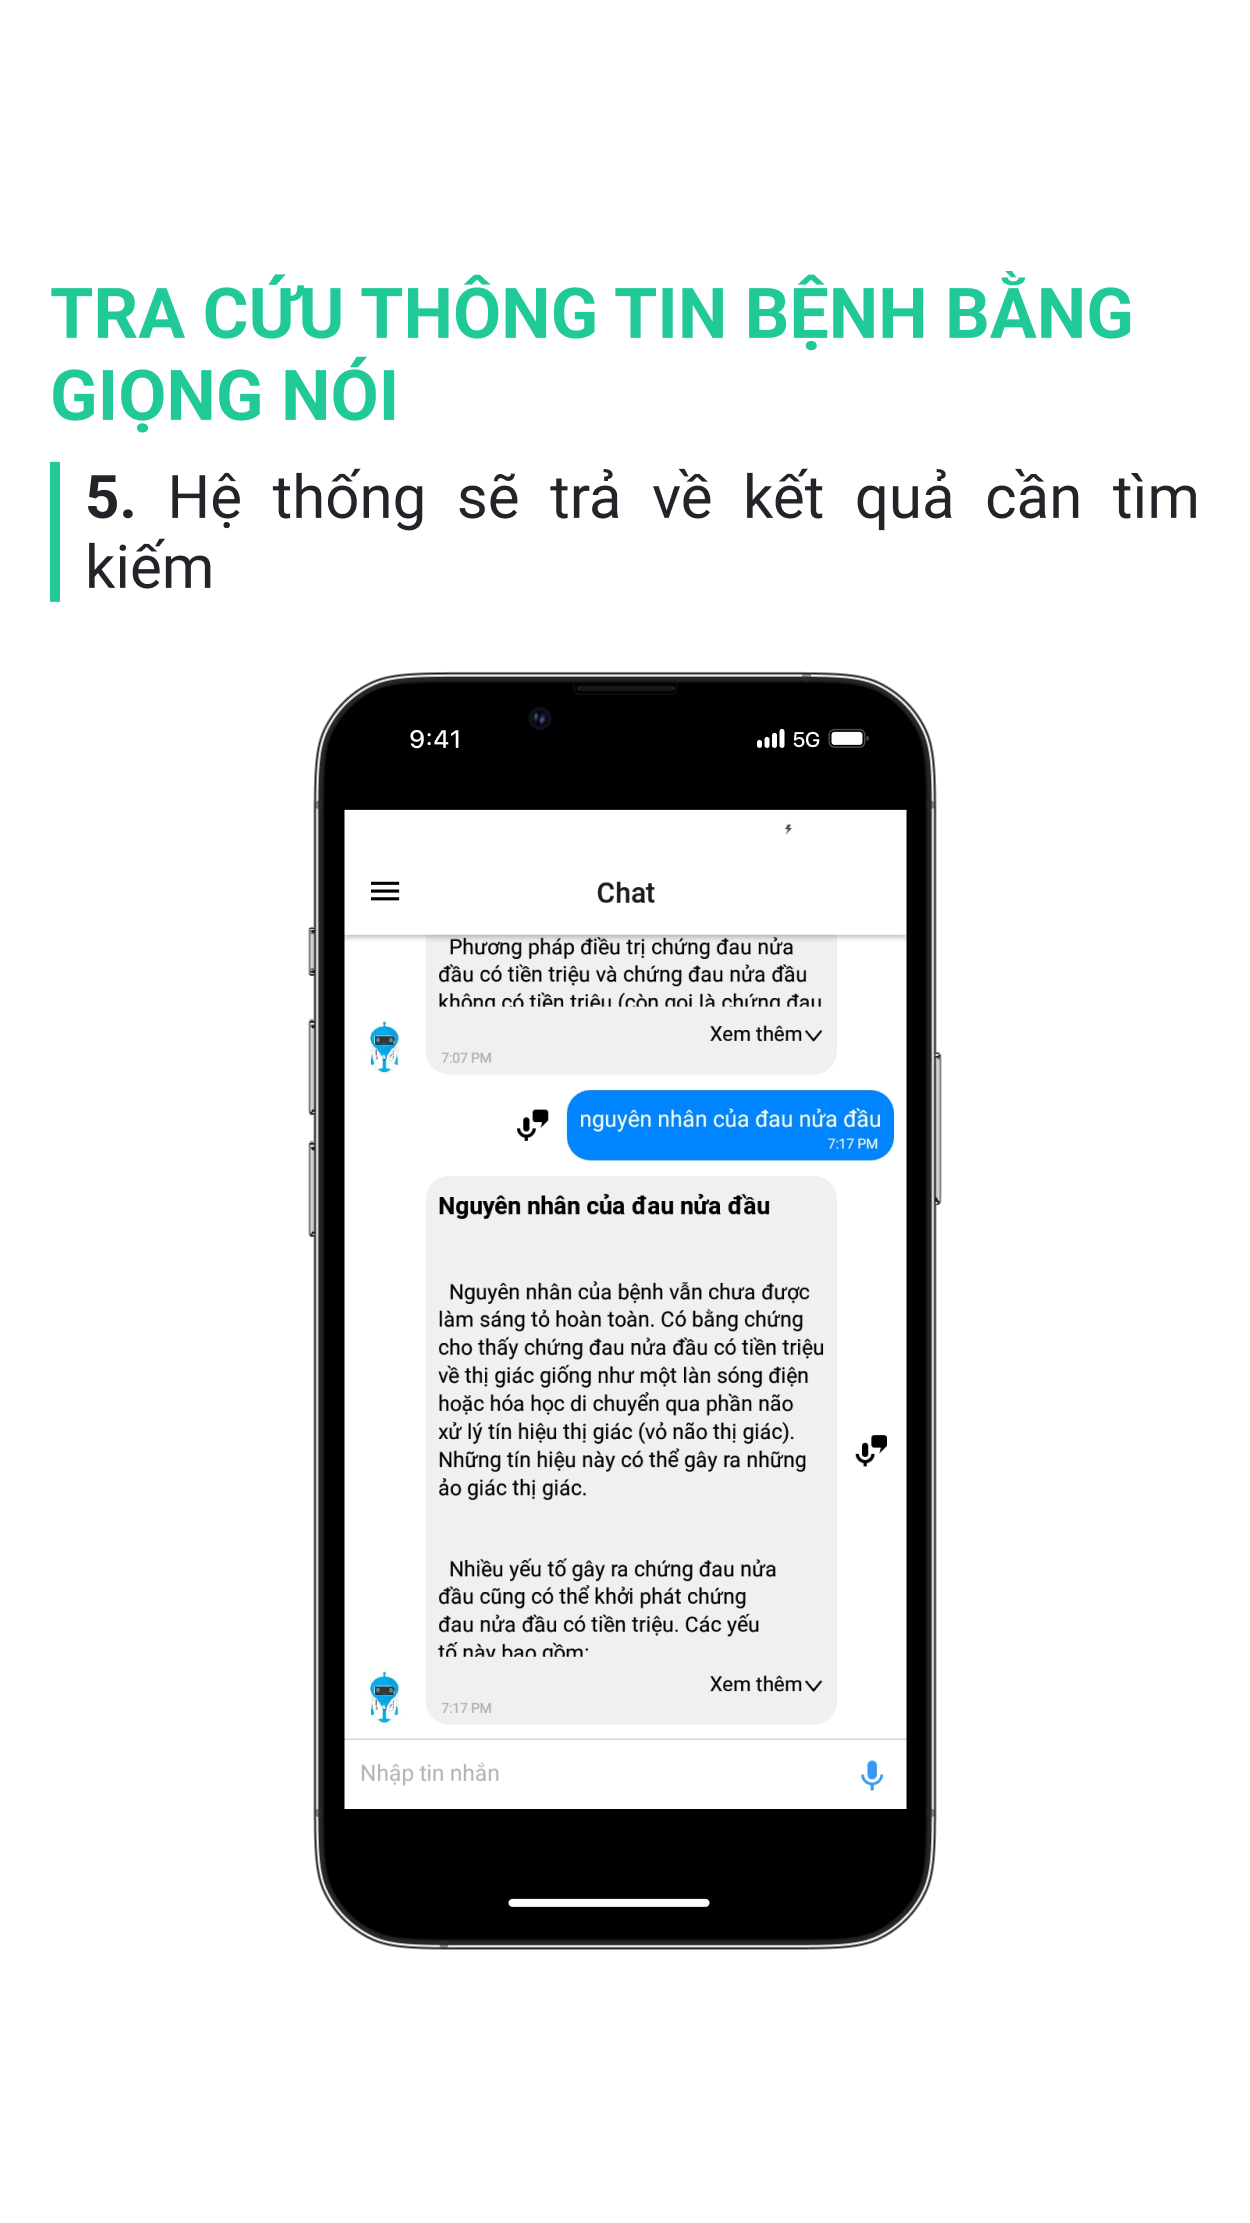 TRA CỨU THÔNG TIN BỆNH BẰNG
GIỌNG NÓI
5. Hệ thống sẽ trả về kết quả cần tìm
kiếm
9:41
5G
Chat
Phương pháp điều trị chứng đau nửa
đầu có tiền triệu và chứng đau nửa đầu
không có tiền triệu (còn gọi là chứng đau
Xem thêm
7:07 PM
nguyên nhân của đau nửa đầu
7:17 PM
Nguyên nhân của đau nửa đầu
Nguyên nhân của bệnh vẫn chưa được
làm sáng tỏ hoàn toàn. Có bằng chứng
cho thấy chứng đau nửa đầu có tiền triệu
về thị giác giống như một làn sóng điện
hoặc hóa học di chuyển qua phần não
xử lý tín hiệu thị giác (vỏ não thị giác).
Những tín hiệu này có thể gây ra những
ảo giác thị giác.
Nhiều yếu tố gây ra chứng đau nửa
đầu cũng có thể khởi phát chứng
đau nửa đầu có tiền triệu. Các yếu
tố này bao gồm:
Xem thêm
7:17 PM
Nhập tin nhắn